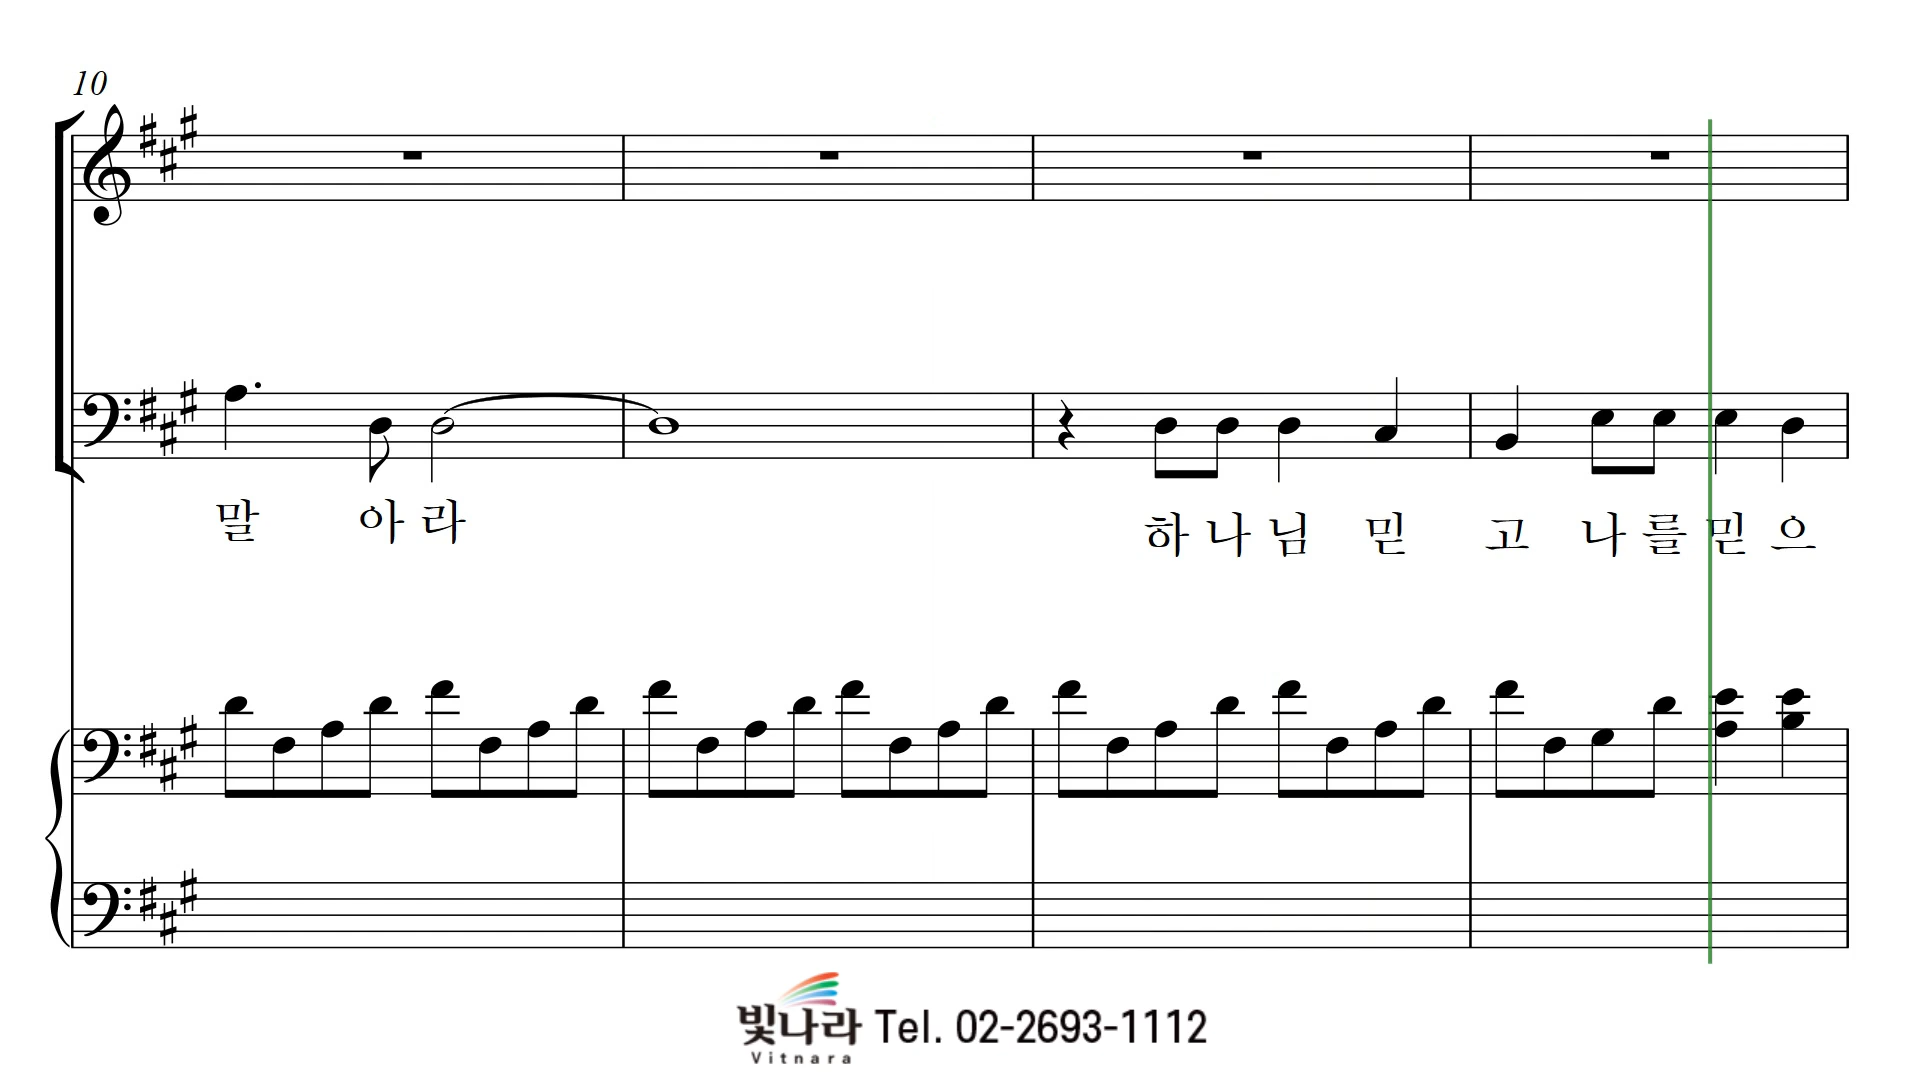 10
말 아 라 하 나 님 믿 고 나 를 믿 으
빛나라 Tel. 02-2693-1112
Vitnara